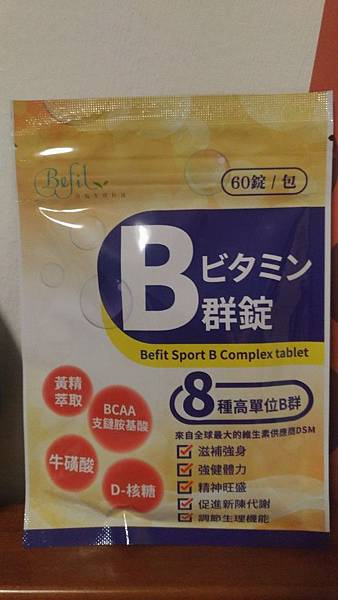 Befit
60錠/包
B ビタミン
群錠
Befit Sport B Complex tablet
8種高單位B群
來自全球最大的維生素供應商DSM
滋補強身
強健體力
精神旺盛
促進新陳代謝
調節生理機能
黃精
萃取
BCAA
支鏈胺基酸
牛磺酸
D-核糖